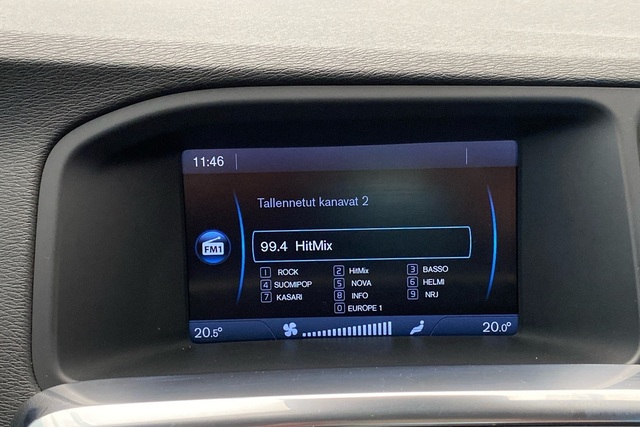 11:46
Tallennetut kanavat 2
FM1
99.4 HitMix
1 ROCK 2 HitMix 3 BASSO
4 SUOMIPOP 5 NOVA 6 HELMI
7 KASARI 8 INFO 9 NRJ
0 EUROPE 1
20.5° 20.0°